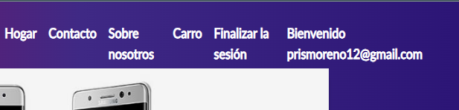 Hogar Contacto Sobre Carro Finalizar la Bienvenido
nosotros sesión prismoreno12@gmail.com